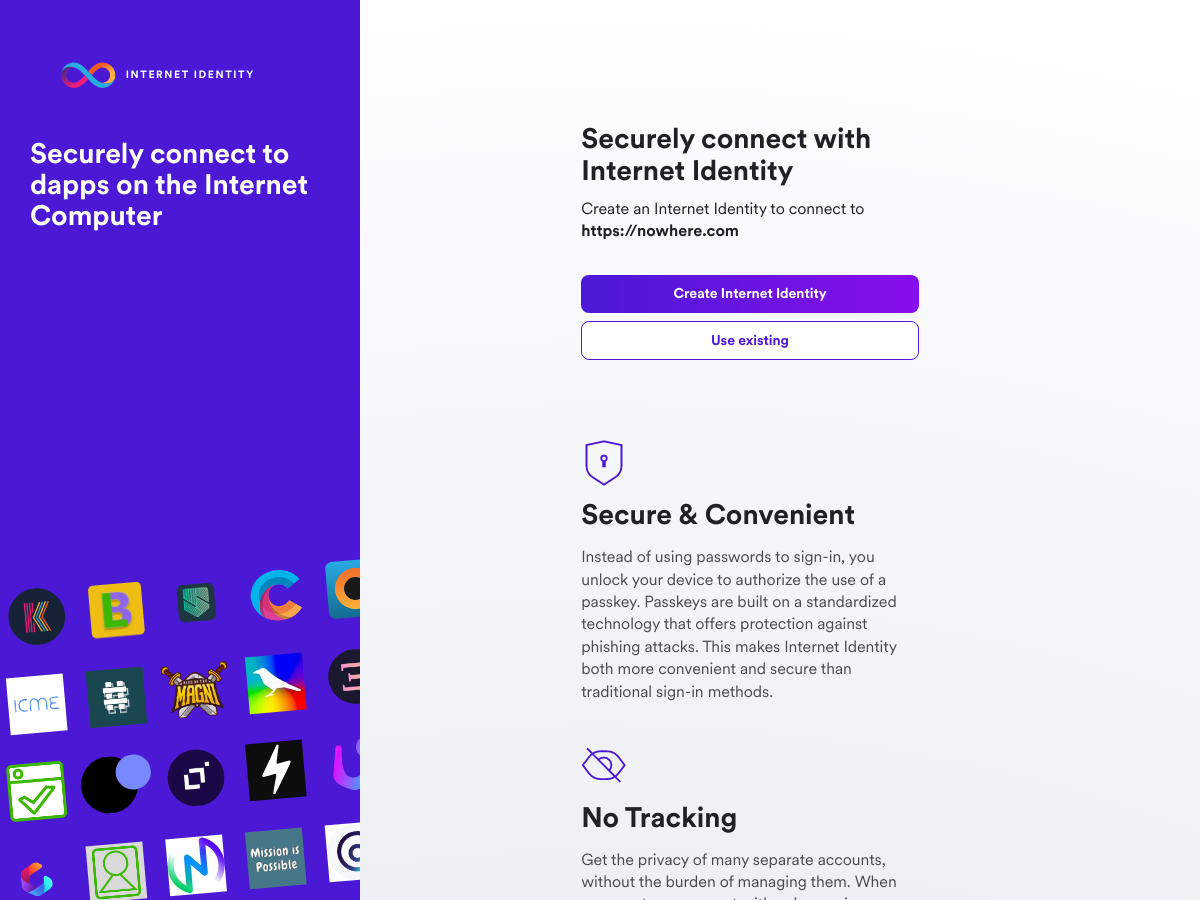 INTERNET IDENTITY
Securely connect to
dapps on the Internet
Computer
ICME
MAGNI
Mission is
Possible
Securely connect with
Internet Identity
Create an Internet Identity to connect to
https://nowhere.com
Create Internet Identity
Use existing
Secure & Convenient
Instead of using passwords to sign-in, you
unlock your device to authorize the use of a
passkey. Passkeys are built on a standardized
technology that offers protection against
phishing attacks. This makes Internet Identity
both more convenient and secure than
traditional sign-in methods.
No Tracking
Get the privacy of many separate accounts,
without the burden of managing them. When